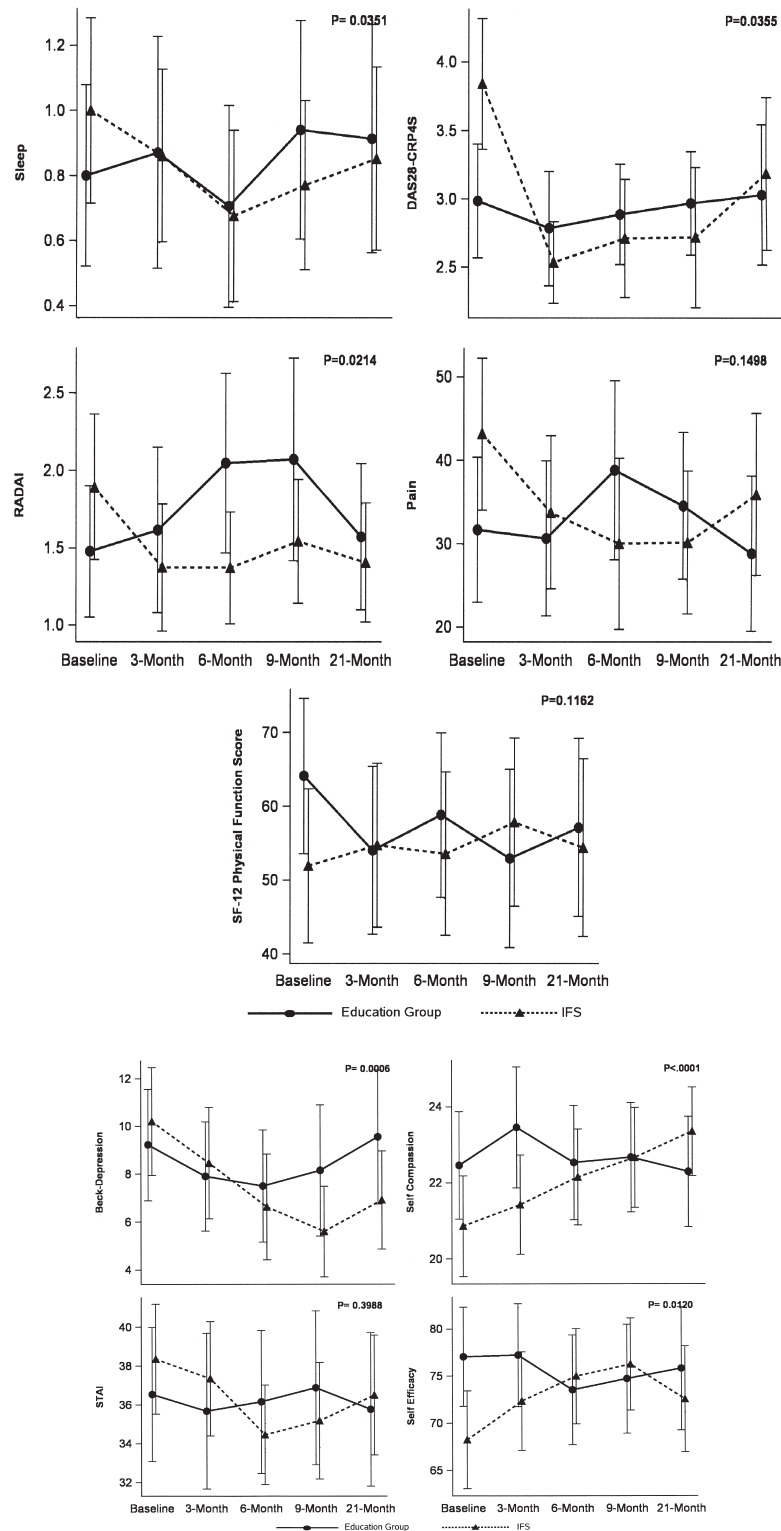 P= 0.0351
Sleep
1.2
1.0
0.8
0.6
0.4
P=0.0355
DAS28-CRP4S
4.0
3.5
3.0
2.5
P=0.0214
RADAI
2.5
2.0
1.5
1.0
Baseline 3-Month 6-Month 9-Month 21-Month
P=0.1498
Pain
50
40
30
20
Baseline 3-Month 6-Month 9-Month 21-Month
P=0.1162
SF-12 Physical Function Score
70
60
50
40
Baseline 3-Month 6-Month 9-Month 21-Month
Education Group IFS
P= 0.0006
Beck-Depression
12
10
8
6
4
P<.0001
Self Compassion
24
22
20
P= 0.3988
STAI
40
38
36
34
32
Baseline 3-Month 6-Month 9-Month 21-Month
P= 0.0120
Self Efficacy
80
75
70
65
Baseline 3-Month 6-Month 9-Month 21-Month
Education Group IFS